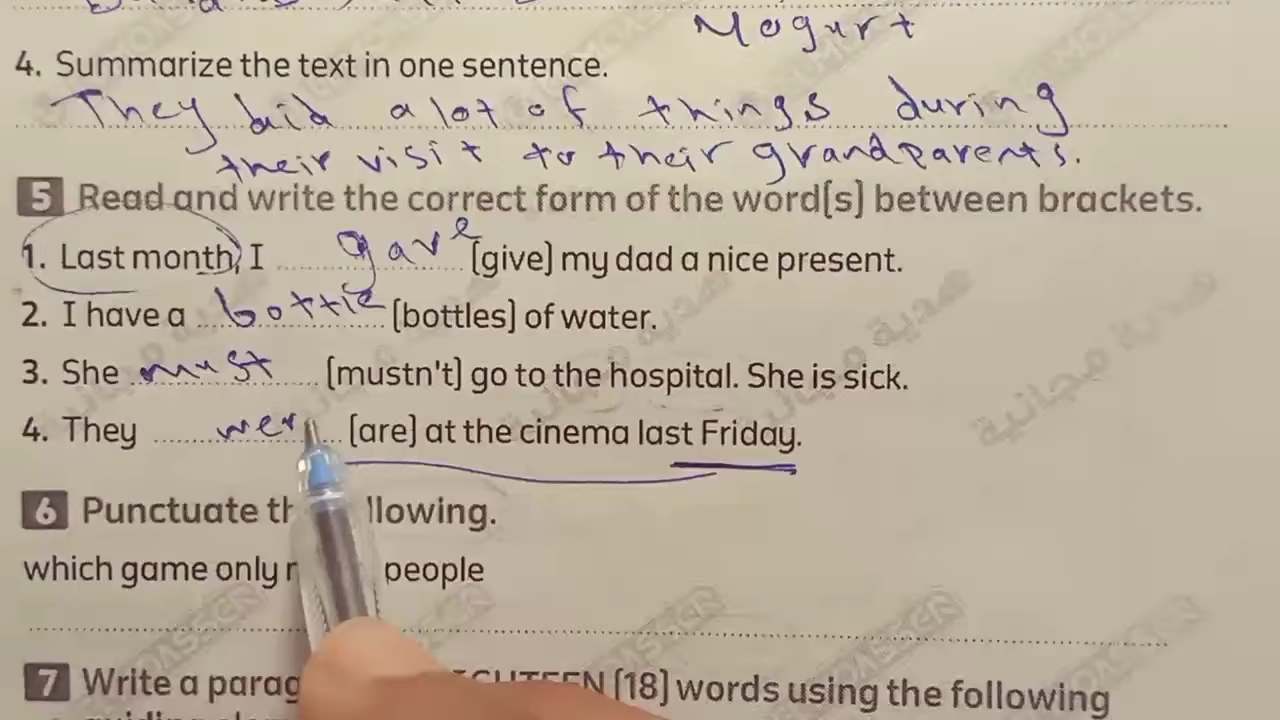 Mogurt
4. Summarize the text in one sentence.
They did a lot of things during
their visit to their grandparents.
5 Read and write the correct form of the word(s) between brackets.
1. Last month, I gave [give] my dad a nice present.
2. I have a bottle [bottles] of water.
3. She must [mustn't] go to the hospital. She is sick.
4. They wer [are] at the cinema last Friday.
6 Punctuate th llowing.
which game only people
7 Write a parag [18] words using the following